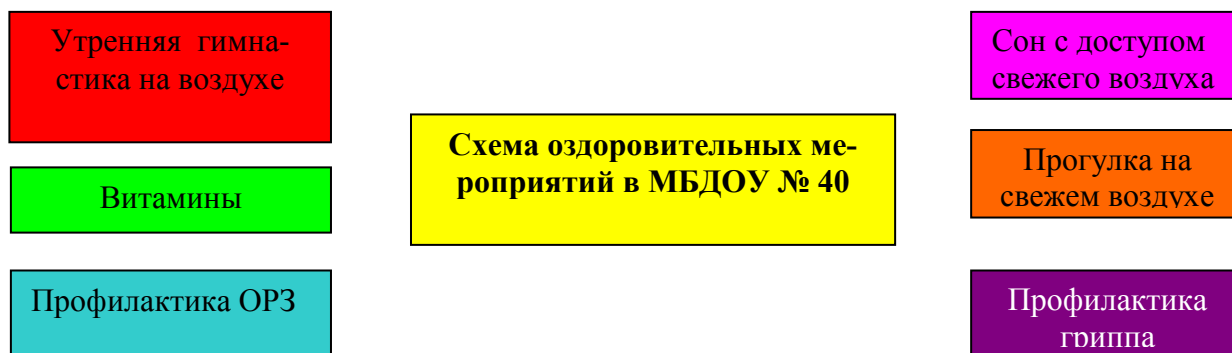 Утренняя гимна-
стика на воздухе
Витамины
Профилактика ОРЗ
Схема оздоровительных ме-
роприятий в МБДОУ № 40
Сон с доступом
свежего воздуха
Прогулка на
свежем воздухе
Профилактика
гриппа